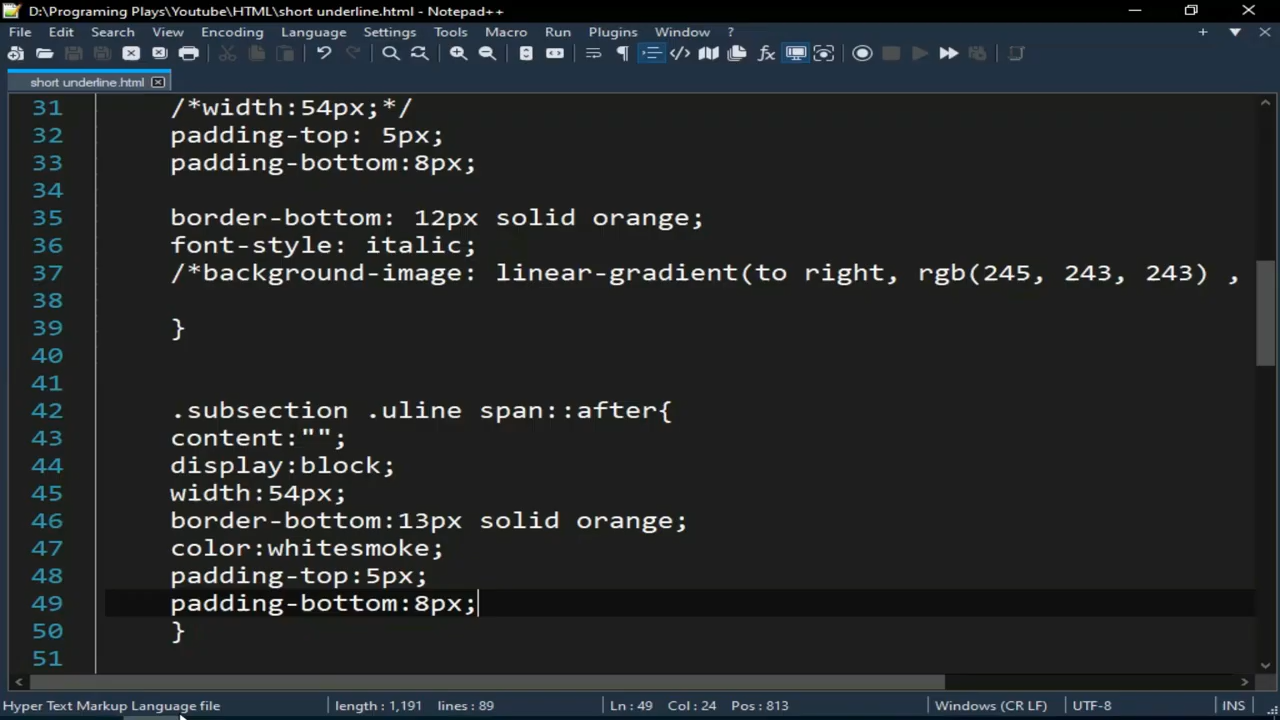 D:\Programing Plays\Youtube\HTML\short underline.html - Notepad++
File Edit Search View Encoding Language Settings Tools Macro Run Plugins Window ?
short underline.html
31 /*width:54px;*/
32 padding-top: 5px;
33 padding-bottom:8px;
34
35 border-bottom: 12px solid orange;
36 font-style: italic;
37 /*background-image: linear-gradient(to right, rgb(245, 243, 243) ,
38
39 }
40
41
42 .subsection .uline span::after{
43 content:"";
44 display:block;
45 width:54px;
46 border-bottom:13px solid orange;
47 color:whitesmoke;
48 padding-top:5px;
49 padding-bottom:8px;
50 }
51
Hyper Text Markup Language file length : 1,191 lines : 89 Ln : 49 Col : 24 Pos : 813 Windows (CR LF) UTF-8 INS